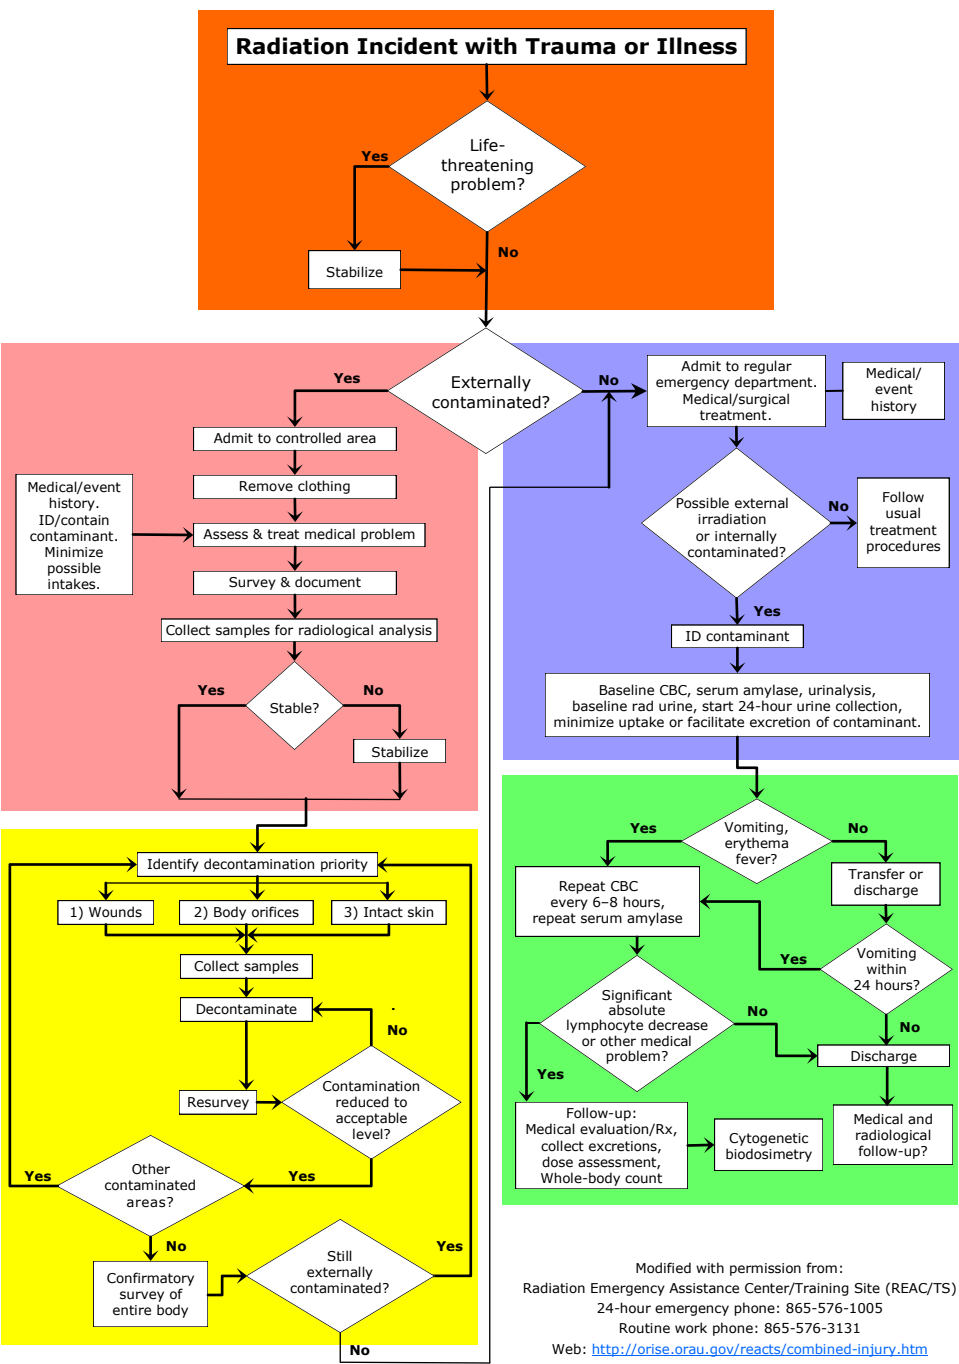 Radiation Incident with Trauma or Illness
Life-
threatening
problem?
Yes
No
Stabilize
Externally
contaminated?
Yes
No
Admit to controlled area
Remove clothing
Medical/event
history.
ID/contain
contaminant.
Minimize
possible
intakes.
Assess & treat medical problem
Survey & document
Collect samples for radiological analysis
Stable?
Yes
No
Stabilize
Admit to regular
emergency department.
Medical/surgical
treatment.
Medical/
event
history
Possible external
irradiation
or internally
contaminated?
No
Follow
usual
treatment
procedures
Yes
ID contaminant
Baseline CBC, serum amylase, urinalysis,
baseline rad urine, start 24-hour urine collection,
minimize uptake or facilitate excretion of contaminant.
Identify decontamination priority
1) Wounds
2) Body orifices
3) Intact skin
Collect samples
Decontaminate
No
Resurvey
Contamination
reduced to
acceptable
level?
Yes
Other
contaminated
areas?
Yes
No
Confirmatory
survey of
entire body
Still
externally
contaminated?
Yes
No
Vomiting,
erythema
fever?
Yes
No
Repeat CBC
every 6–8 hours,
repeat serum amylase
Transfer or
discharge
Vomiting
within
24 hours?
Yes
No
Significant
absolute
lymphocyte decrease
or other medical
problem?
No
Yes
Discharge
Follow-up:
Medical evaluation/Rx,
collect excretions,
dose assessment,
Whole-body count
Cytogenetic
biodosimetry
Medical and
radiological
follow-up?
Modified with permission from:
Radiation Emergency Assistance Center/Training Site (REAC/TS)
24-hour emergency phone: 865-576-1005
Routine work phone: 865-576-3131
Web: http://orise.orau.gov/reacts/combined-injury.htm